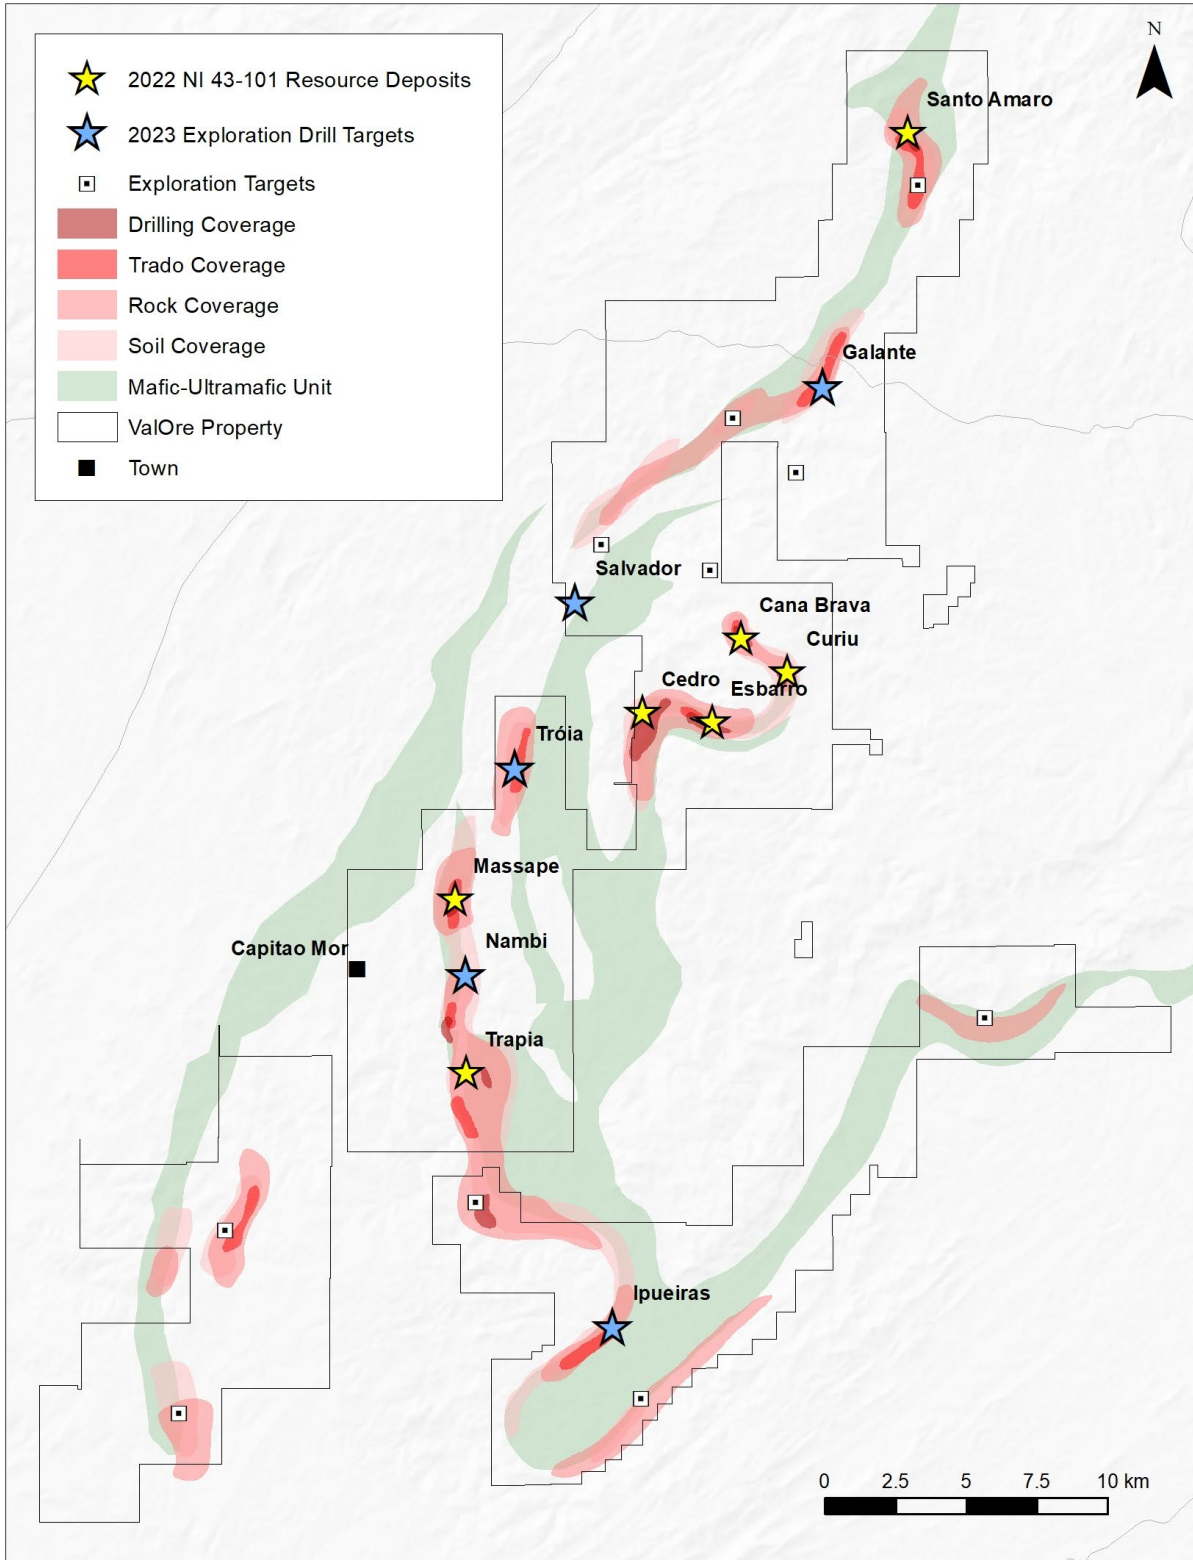 N
2022 NI 43-101 Resource Deposits
2023 Exploration Drill Targets
Exploration Targets
Drilling Coverage
Trado Coverage
Rock Coverage
Soil Coverage
Mafic-Ultramafic Unit
ValOre Property
Town
Santo Amaro
Galante
Salvador
Cana Brava
Curiu
Cedro
Esbarro
Tróia
Massape
Nambi
Capitao Mor
Trapia
Ipueiras
0 2.5 5 7.5 10 km